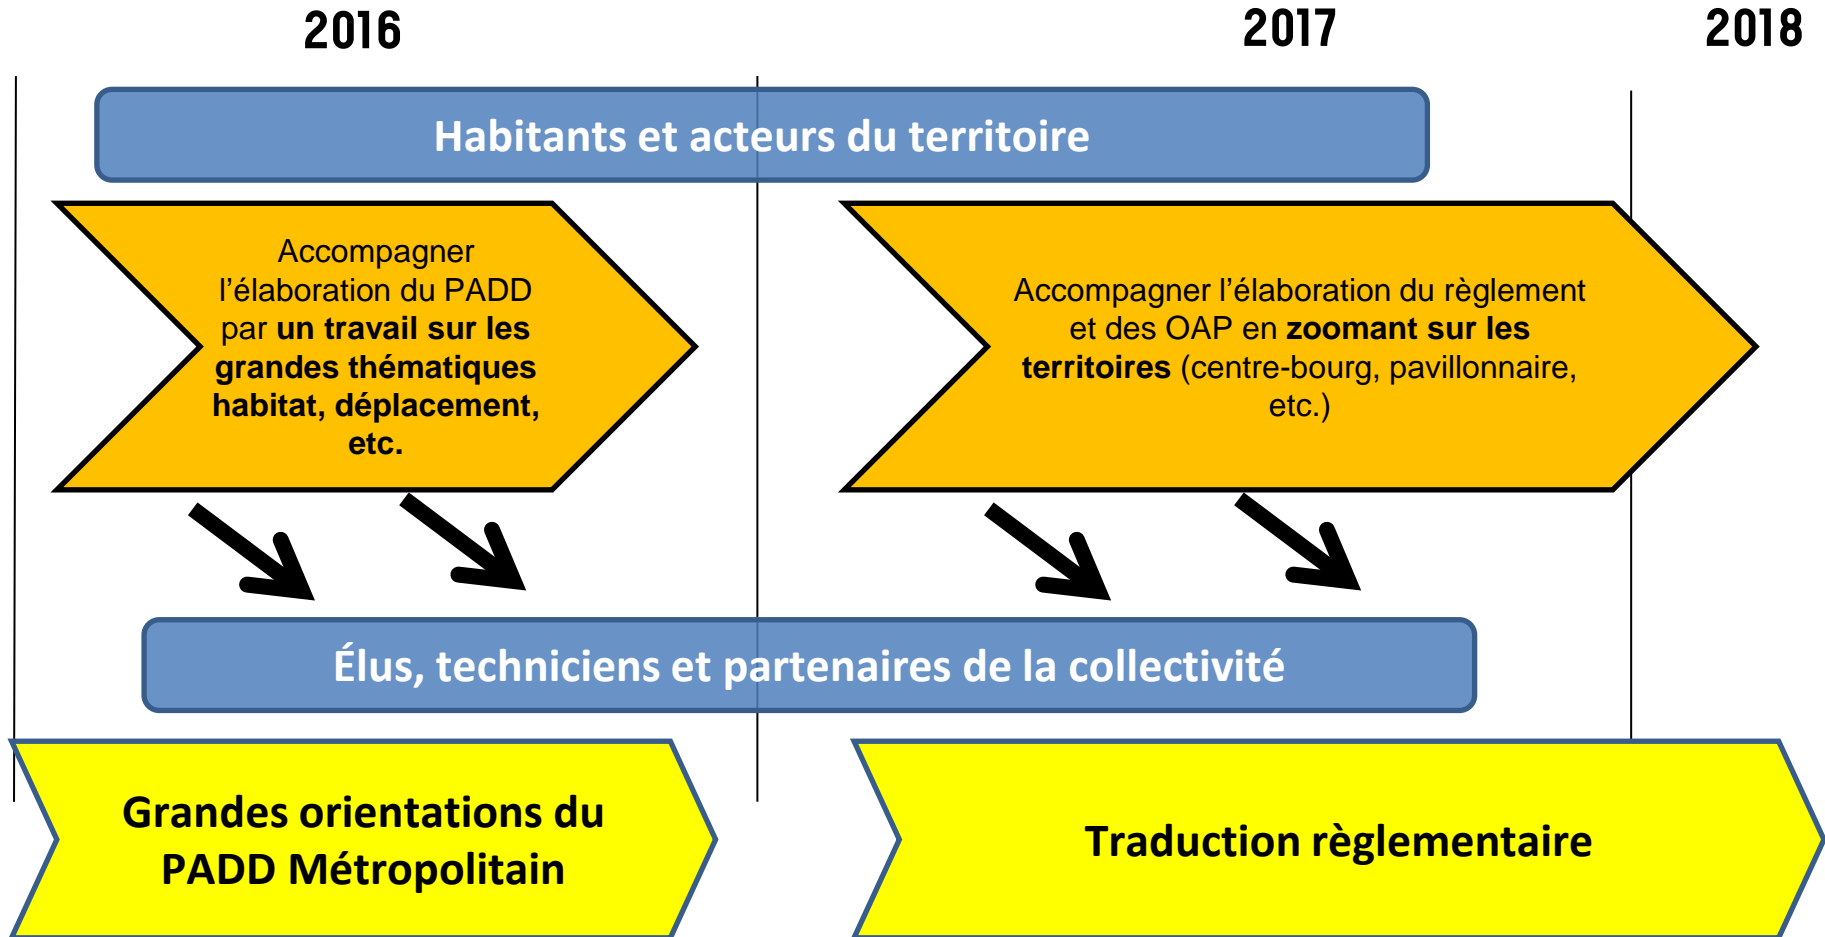 2016
2017
2018
Habitants et acteurs du territoire
Accompagner
l’élaboration du PADD
par un travail sur les
grandes thématiques
habitat, déplacement,
etc.
Accompagner l’élaboration du règlement
et des OAP en zoomant sur les
territoires (centre-bourg, pavillonnaire,
etc.)
Élus, techniciens et partenaires de la collectivité
Grandes orientations du
PADD Métropolitain
Traduction règlementaire